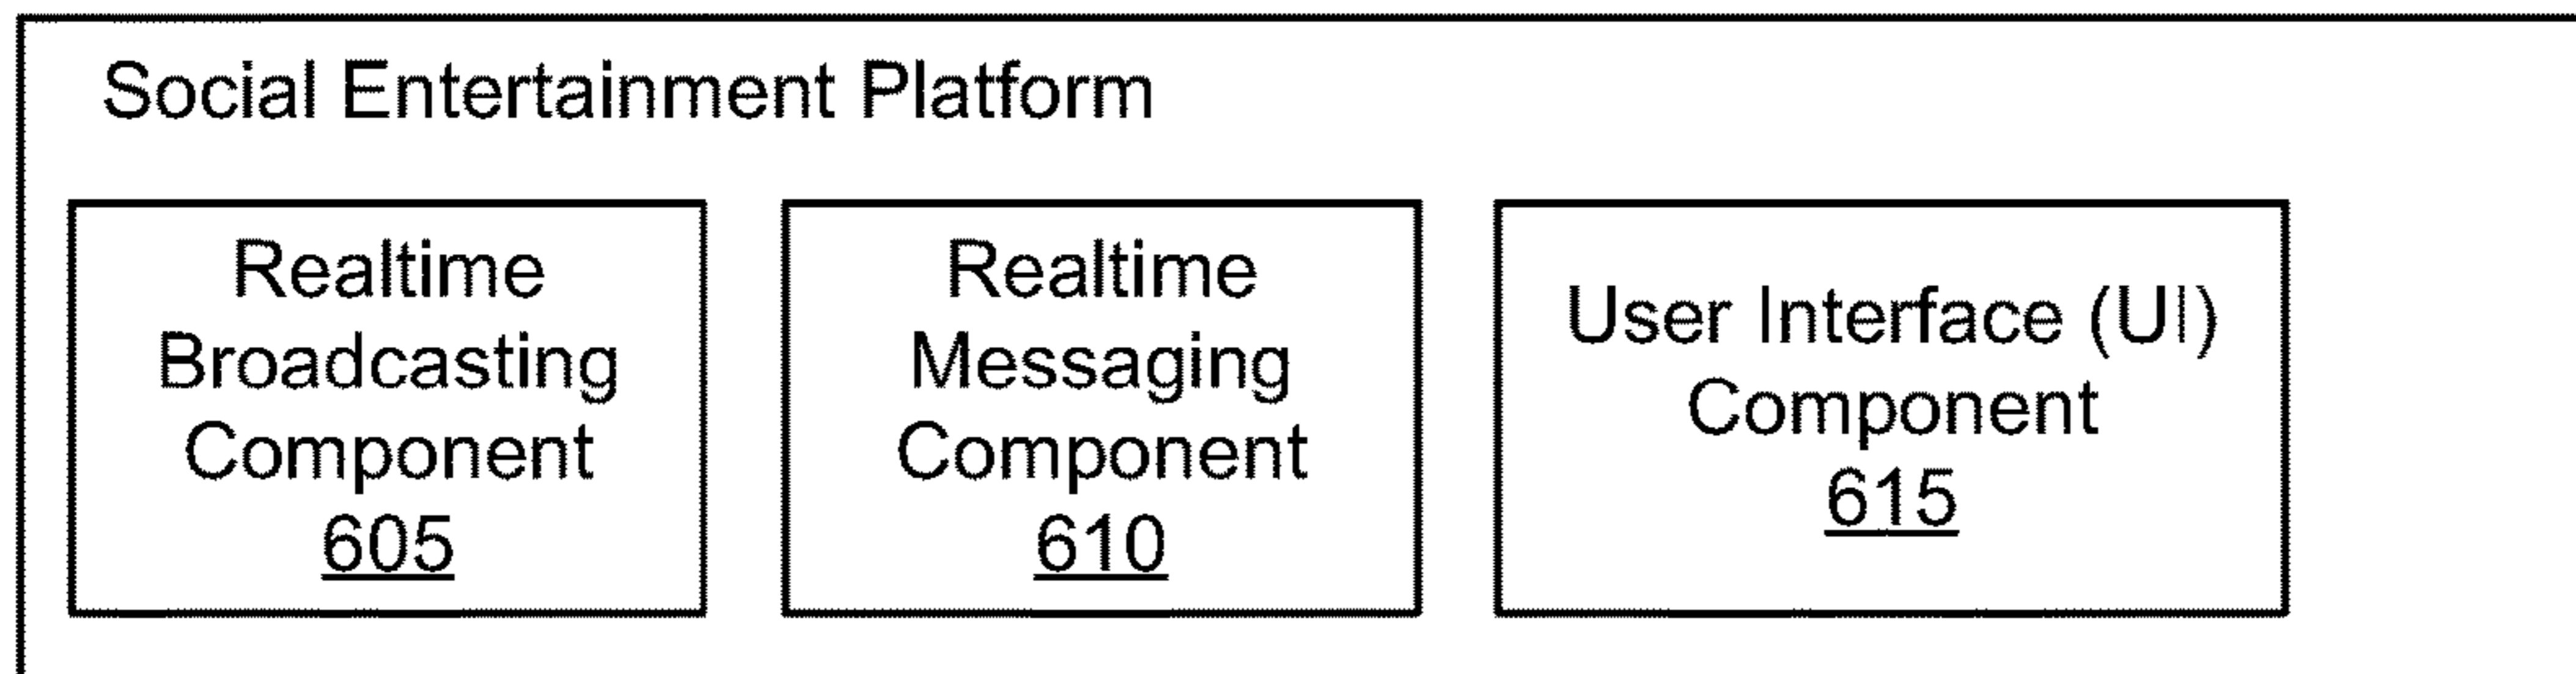 Social Entertainment Platform
Realtime
Broadcasting
Component
605
Realtime
Messaging
Component
610
User Interface (UI)
Component
615